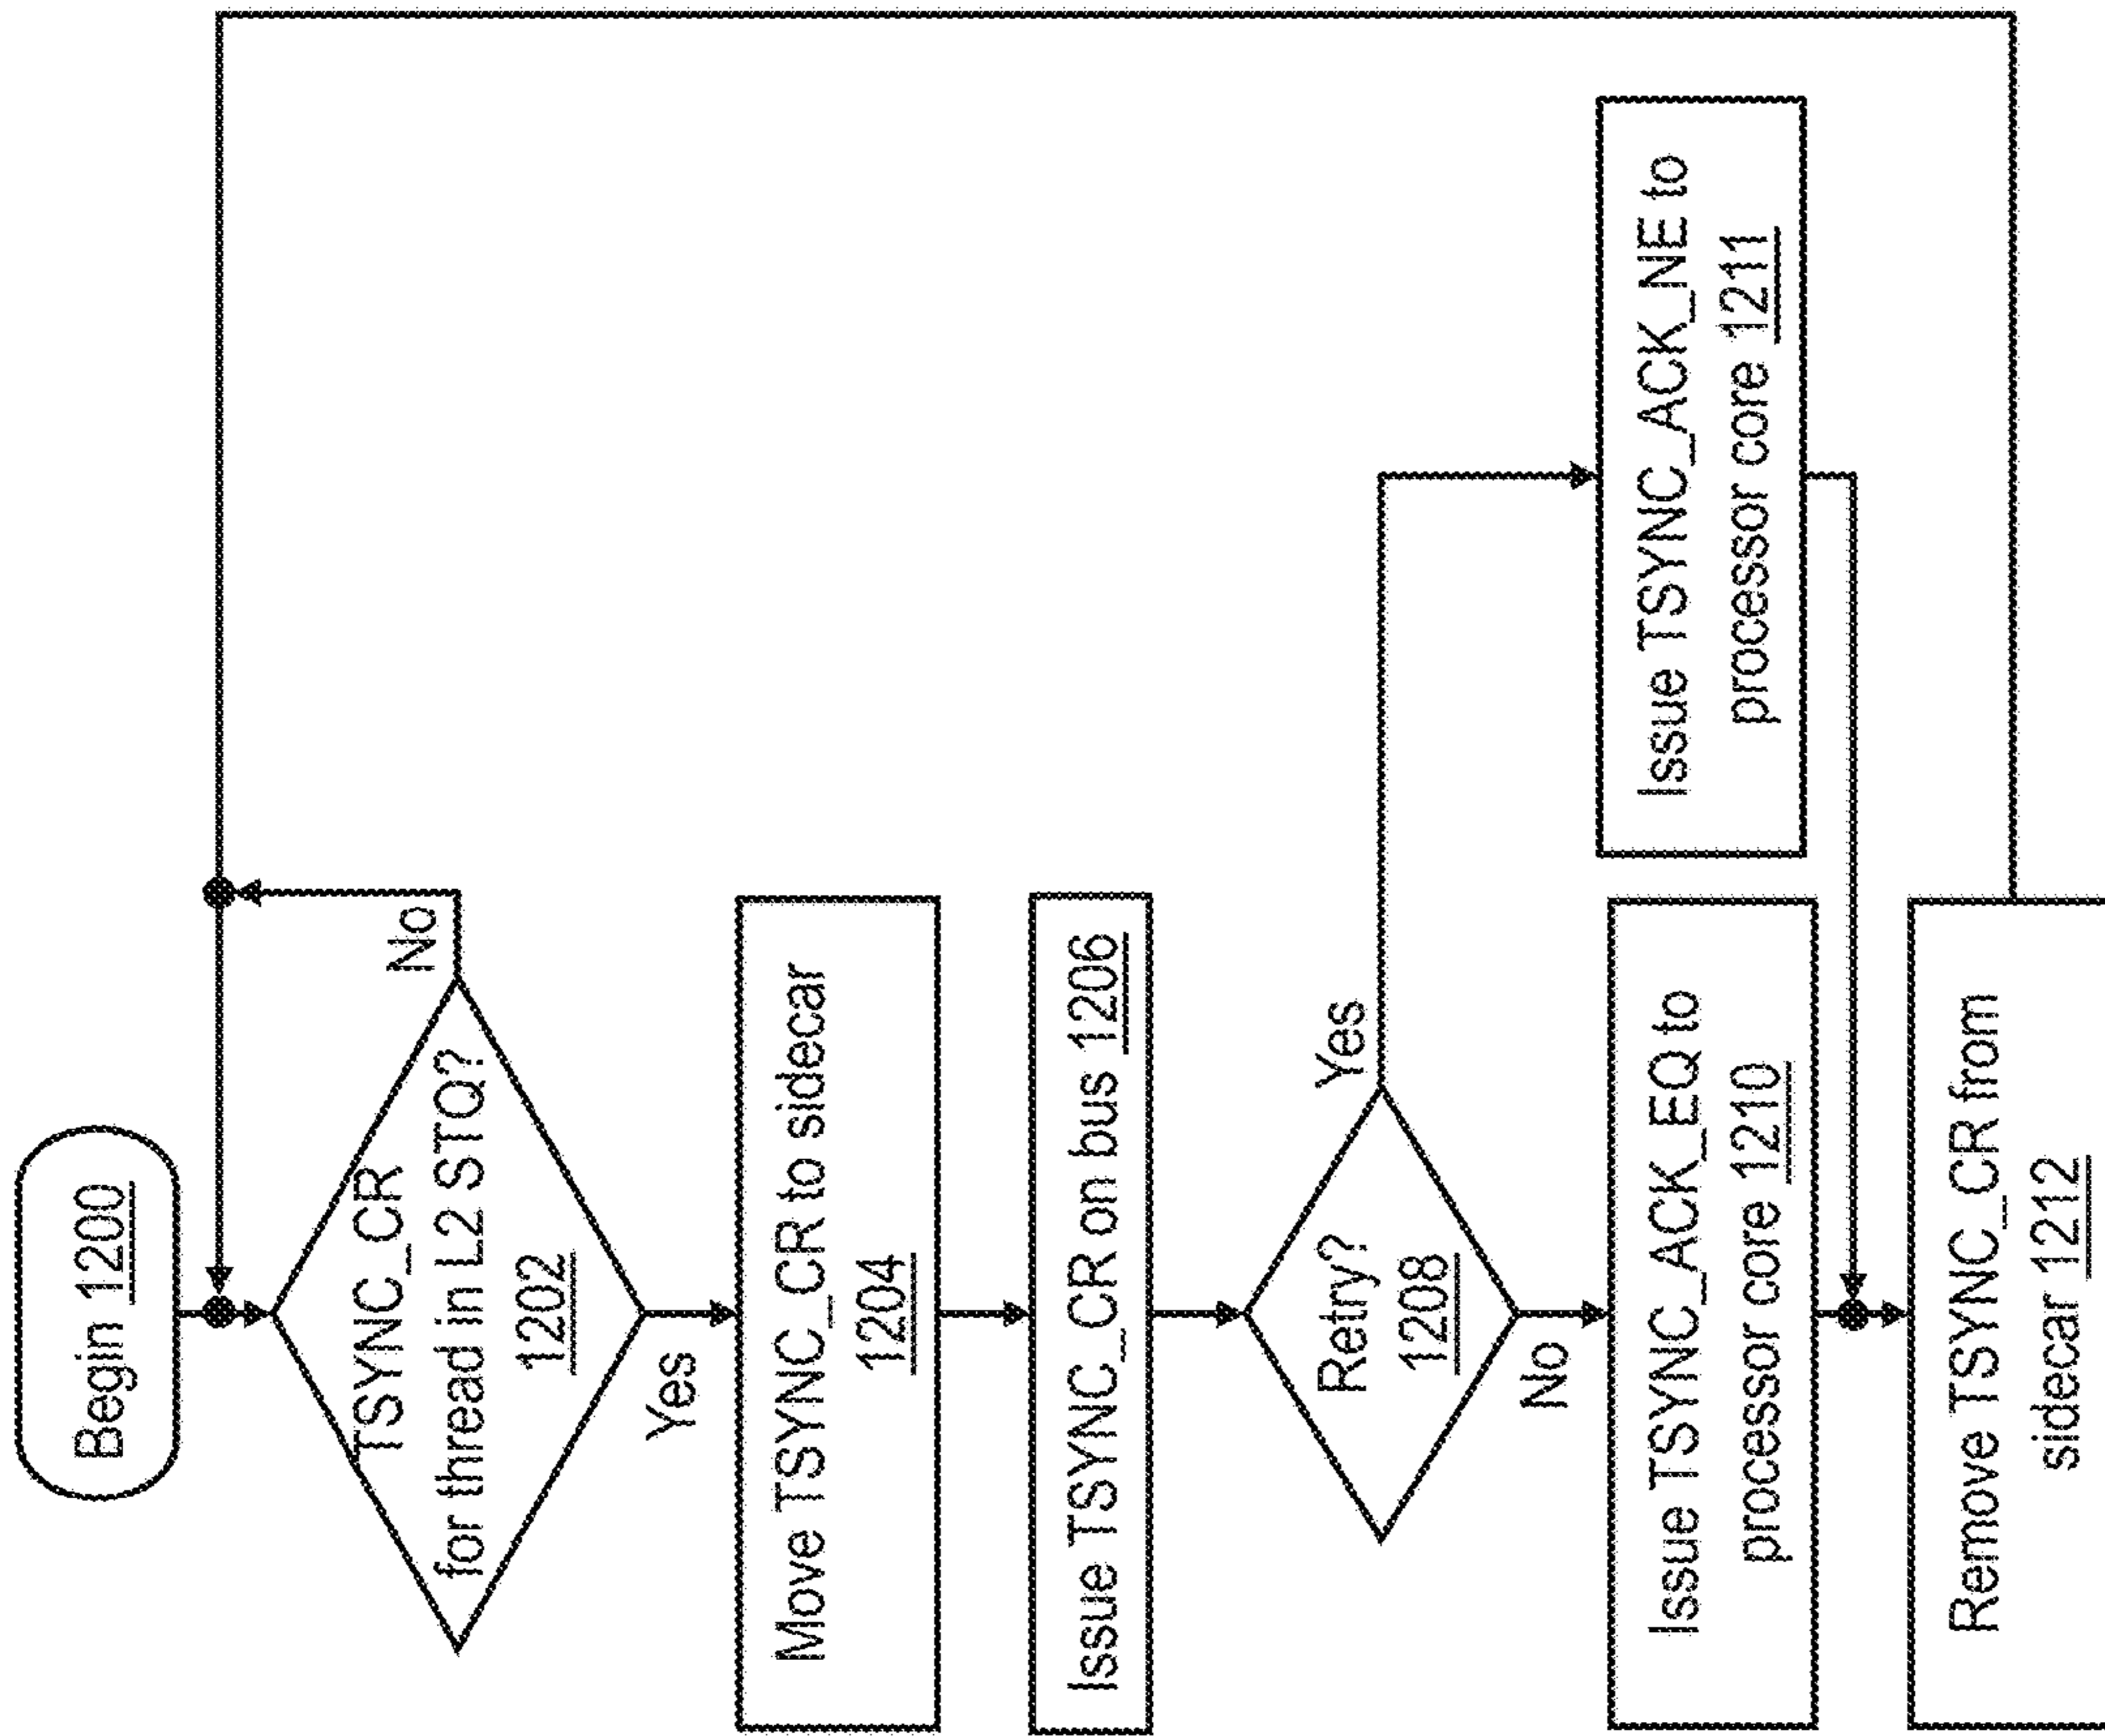 Begin 1200
TSYNC_CR
for thread in L2 STQ?
1202
No
Yes
Move TSYNC_CR to sidecar
1204
Issue TSYNC_CR on bus 1206
Retry?
1208
Yes
No
Issue TSYNC_ACK_EQ to
processor core 1210
Issue TSYNC_ACK_NE to
processor core 1211
Remove TSYNC_CR from
sidecar 1212